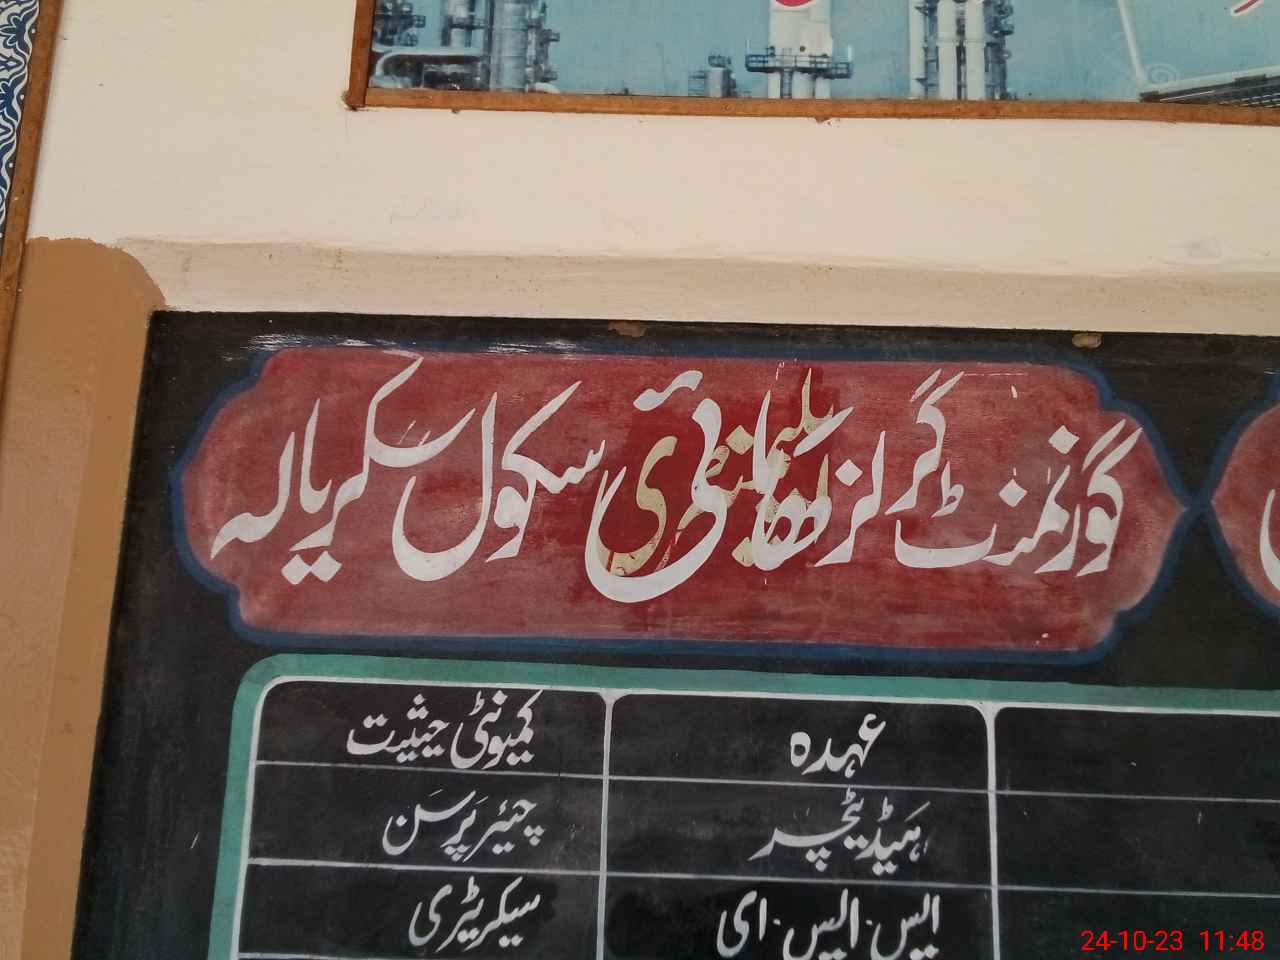 گورنمنٹ گرلز ہائی سکول سکریالہ
عہدہ کمیونٹی حیثیت
ہیڈ ٹیچر چیئرپرسن
ایس۔ایس۔ای سیکریٹری
24-10-23 11:48